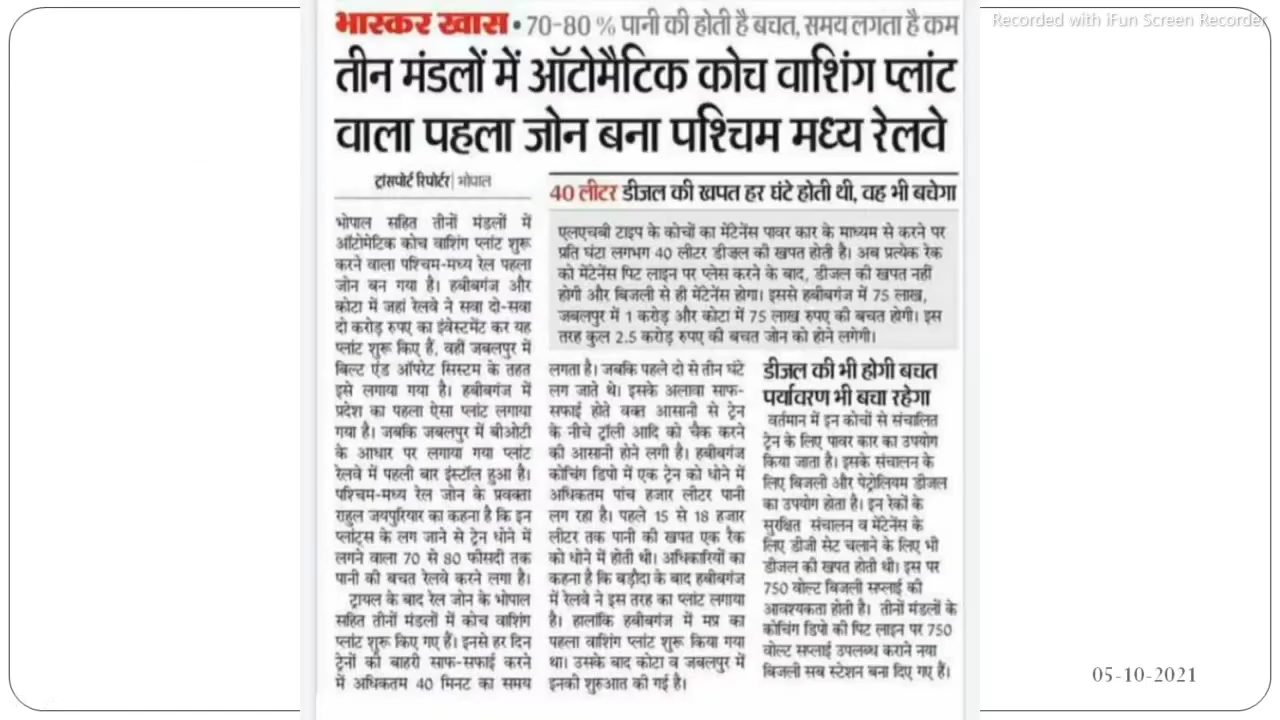 Recorded with iFun Screen Recorder
भास्कर खास • 70-80 % पानी की होती है बचत, समय लगता है कम
तीन मंडलों में ऑटोमैटिक कोच वाशिंग प्लांट
वाला पहला जोन बना पश्चिम मध्य रेलवे
ट्रांसपोर्ट रिपोर्टर | भोपाल
भोपाल सहित तीनों मंडलों में
ऑटोमेटिक कोच वाशिंग प्लांट शुरू
करने वाला पश्चिम-मध्य रेल पहला
जोन बन गया है। हबीबगंज और
कोटा में जहां रेलवे ने सवा दो-सवा
दो करोड़ रुपए का इंवेस्टमेंट कर यह
प्लांट शुरू किए हैं, वहीं जबलपुर में
बिल्ट एंड ऑपरेट सिस्टम के तहत
इसे लगाया गया है। हबीबगंज में
प्रदेश का पहला ऐसा प्लांट लगाया
गया है। जबकि जबलपुर में बीओटी
के आधार पर लगाया गया प्लांट
रेलवे में पहली बार इंस्टॉल हुआ है।
पश्चिम-मध्य रेल जोन के प्रवक्ता
राहुल जयपुरियार का कहना है कि इन
प्लांट्स के लग जाने से ट्रेन धोने में
लगने वाला 70 से 80 फीसदी तक
पानी की बचत रेलवे करने लगा है।
ट्रायल के बाद रेल जोन के भोपाल
सहित तीनों मंडलों में कोच वाशिंग
प्लांट शुरू किए गए हैं। इनसे हर दिन
ट्रेनों की बाहरी साफ-सफाई करने
में अधिकतम 40 मिनट का समय
40 लीटर डीजल की खपत हर घंटे होती थी, वह भी बचेगा
एलएचबी टाइप के कोचों का मेंटेनेंस पावर कार के माध्यम से करने पर
प्रति घंटा लगभग 40 लीटर डीजल की खपत होती है। अब प्रत्येक रेक
को मेंटेनेंस पिट लाइन पर प्लेस करने के बाद, डीजल की खपत नहीं
होगी और बिजली से ही मेंटेनेंस होगा। इससे हबीबगंज में 75 लाख,
जबलपुर में 1 करोड़ और कोटा में 75 लाख रुपए की बचत होगी। इस
तरह कुल 2.5 करोड़ रुपए की बचत जोन को होने लगेगी।
लगता है। जबकि पहले दो से तीन घंटे
लग जाते थे। इसके अलावा साफ-
सफाई होते वक्त आसानी से ट्रेन
के नीचे ट्रॉली आदि को चैक करने
की आसानी होने लगी है। हबीबगंज
कोचिंग डिपो में एक ट्रेन को धोने में
अधिकतम पांच हजार लीटर पानी
लग रहा है। पहले 15 से 18 हजार
लीटर तक पानी की खपत एक रैक
को धोने में होती थी। अधिकारियों का
कहना है कि बड़ौदा के बाद हबीबगंज
में रेलवे ने इस तरह का प्लांट लगाया
है। हालांकि हबीबगंज में मप्र का
पहला वाशिंग प्लांट शुरू किया गया
था। उसके बाद कोटा व जबलपुर में
इनकी शुरुआत की गई है।
डीजल की भी होगी बचत
पर्यावरण भी बचा रहेगा
वर्तमान में इन कोचों से संचालित
ट्रेन के लिए पावर कार का उपयोग
किया जाता है। इसके संचालन के
लिए बिजली और पेट्रोलियम डीजल
का उपयोग होता है। इन रेकों के
सुरक्षित संचालन व मेंटेनेंस के
लिए डीजी सेट चलाने के लिए भी
डीजल की खपत होती थी। इस पर
750 वोल्ट बिजली सप्लाई की
आवश्यकता होती है। तीनों मंडलों के
कोचिंग डिपो की पिट लाइन पर 750
वोल्ट सप्लाई उपलब्ध कराने नया
बिजली सब स्टेशन बना दिए गए हैं।
05-10-2021